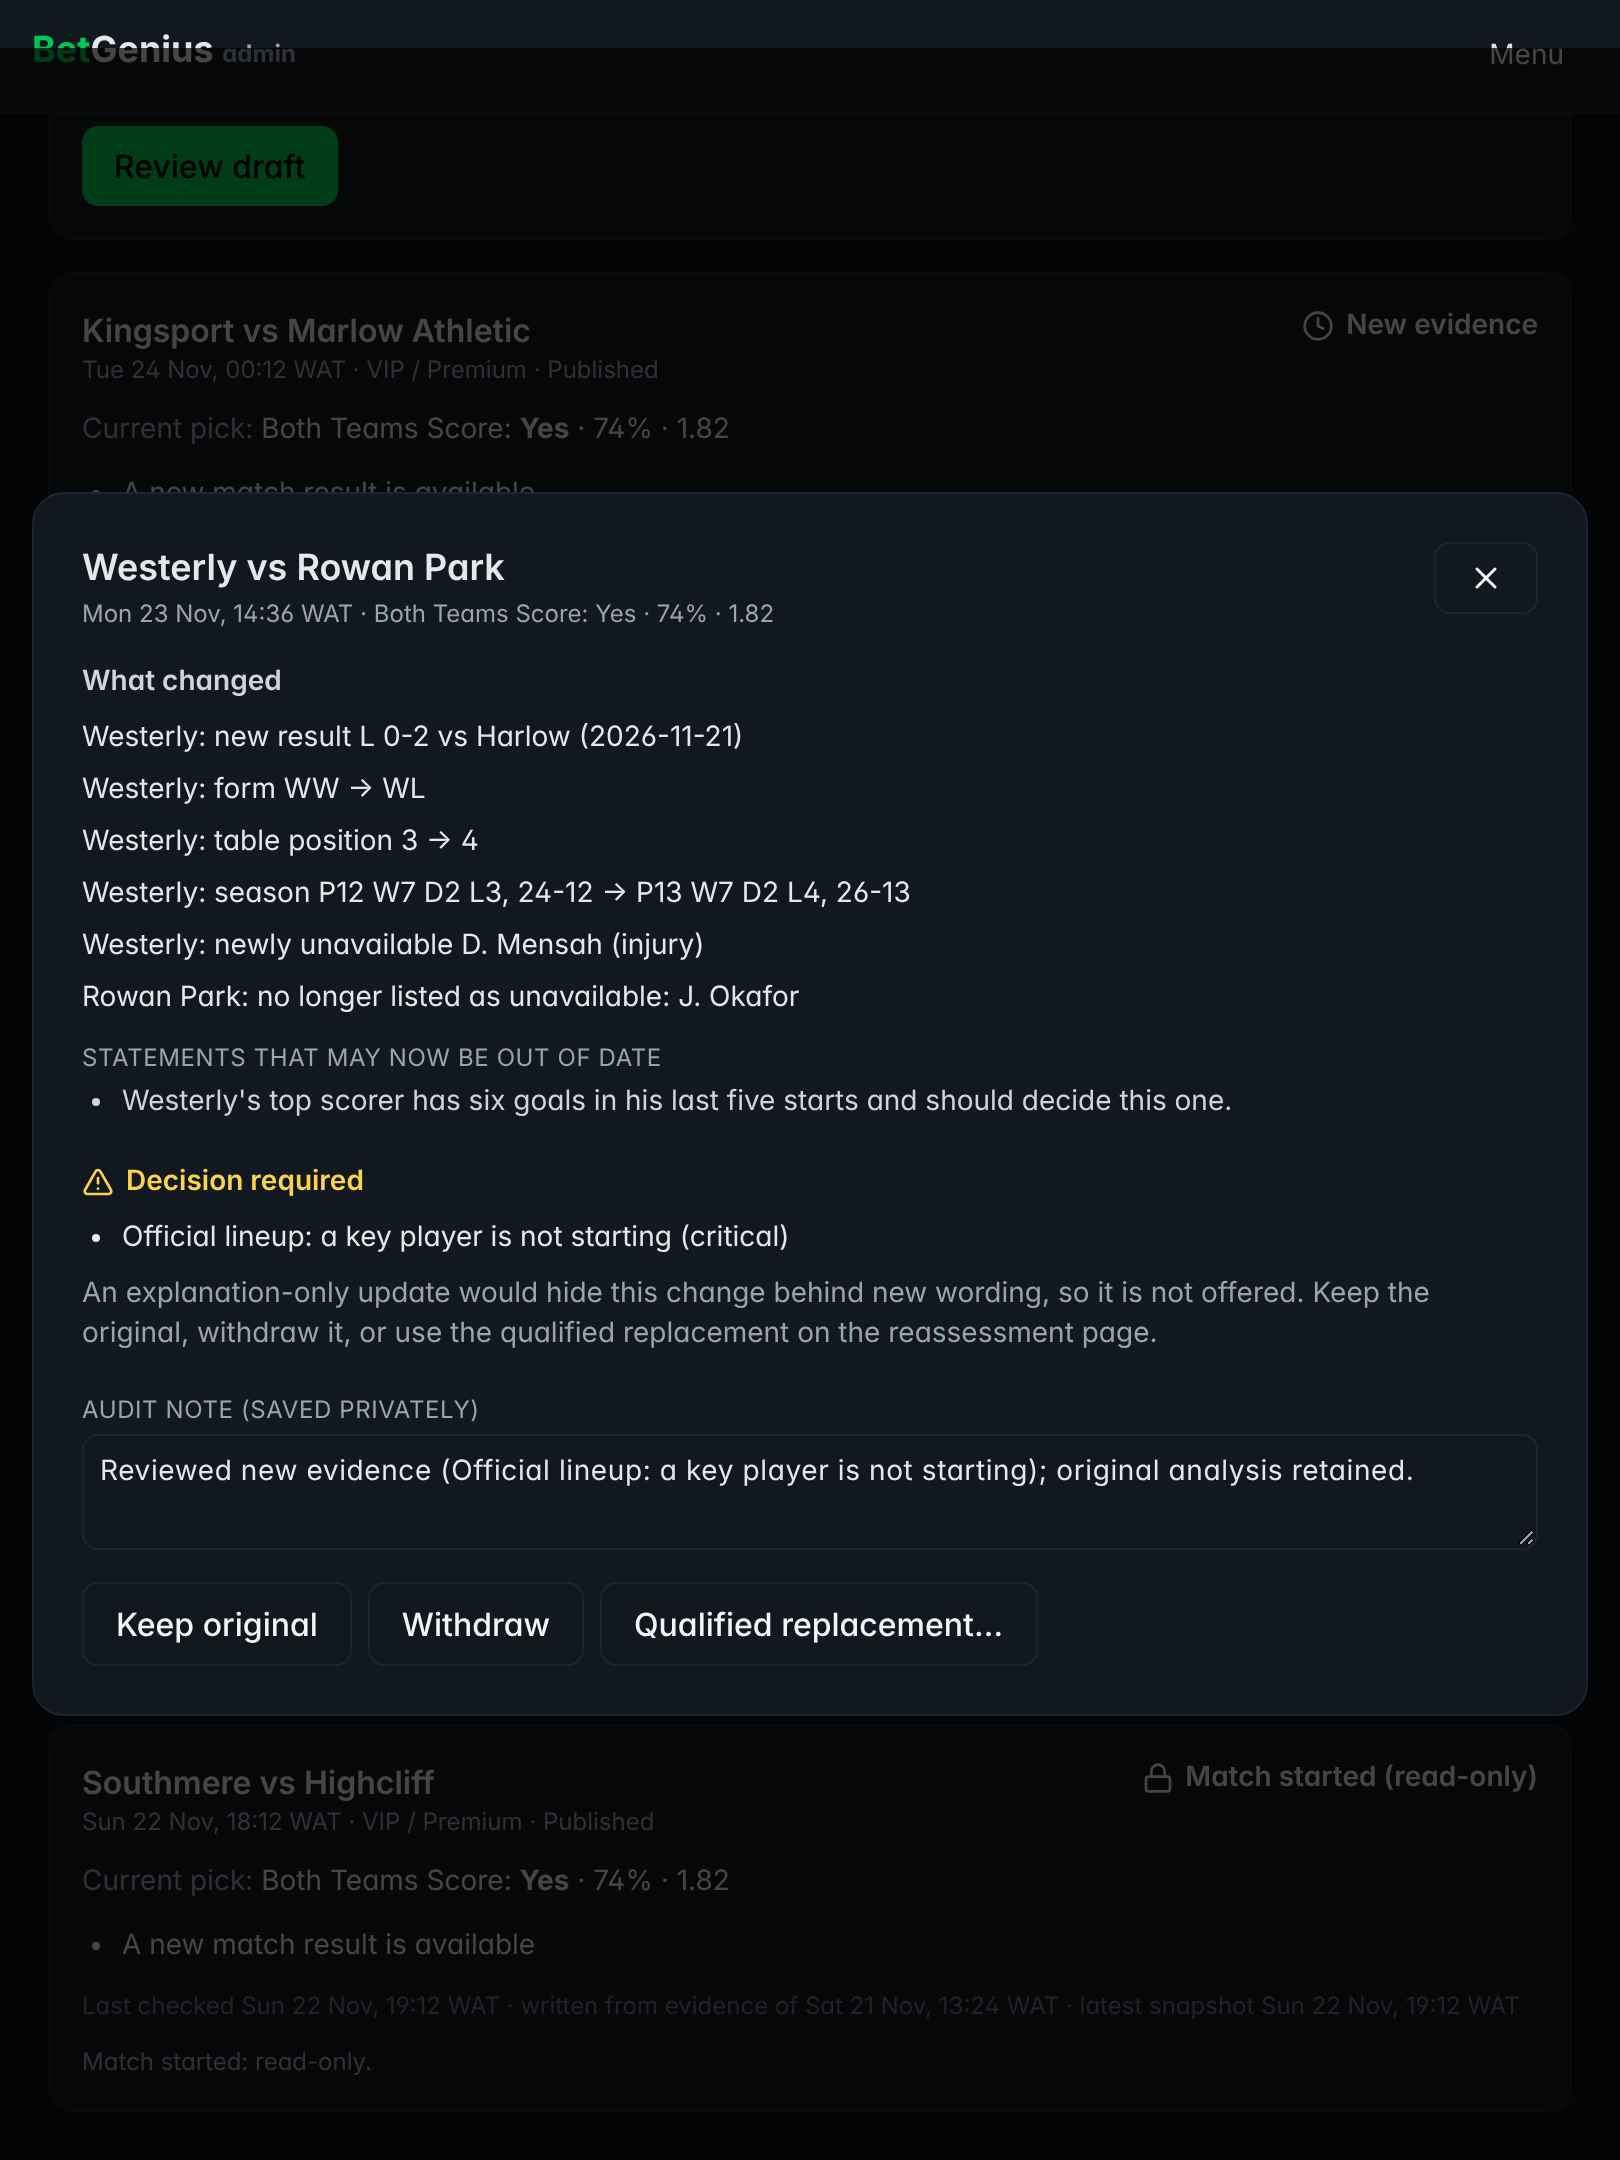 BetGenius admin
Menu
Review draft
Kingsport vs Marlow Athletic
New evidence
Tue 24 Nov, 00:12 WAT · VIP / Premium · Published
Current pick: Both Teams Score: Yes · 74% · 1.82
• A new match result is available
Westerly vs Rowan Park
Mon 23 Nov, 14:36 WAT · Both Teams Score: Yes · 74% · 1.82
What changed
Westerly: new result L 0-2 vs Harlow (2026-11-21)
Westerly: form WW → WL
Westerly: table position 3 → 4
Westerly: season P12 W7 D2 L3, 24-12 → P13 W7 D2 L4, 26-13
Westerly: newly unavailable D. Mensah (injury)
Rowan Park: no longer listed as unavailable: J. Okafor
STATEMENTS THAT MAY NOW BE OUT OF DATE
• Westerly's top scorer has six goals in his last five starts and should decide this one.
Decision required
• Official lineup: a key player is not starting (critical)
An explanation-only update would hide this change behind new wording, so it is not offered. Keep the
original, withdraw it, or use the qualified replacement on the reassessment page.
AUDIT NOTE (SAVED PRIVATELY)
Reviewed new evidence (Official lineup: a key player is not starting); original analysis retained.
Keep original
Withdraw
Qualified replacement...
Southmere vs Highcliff
Match started (read-only)
Sun 22 Nov, 18:12 WAT · VIP / Premium · Published
Current pick: Both Teams Score: Yes · 74% · 1.82
• A new match result is available
Last checked Sun 22 Nov, 19:12 WAT · written from evidence of Sat 21 Nov, 13:24 WAT · latest snapshot Sun 22 Nov, 19:12 WAT
Match started: read-only.